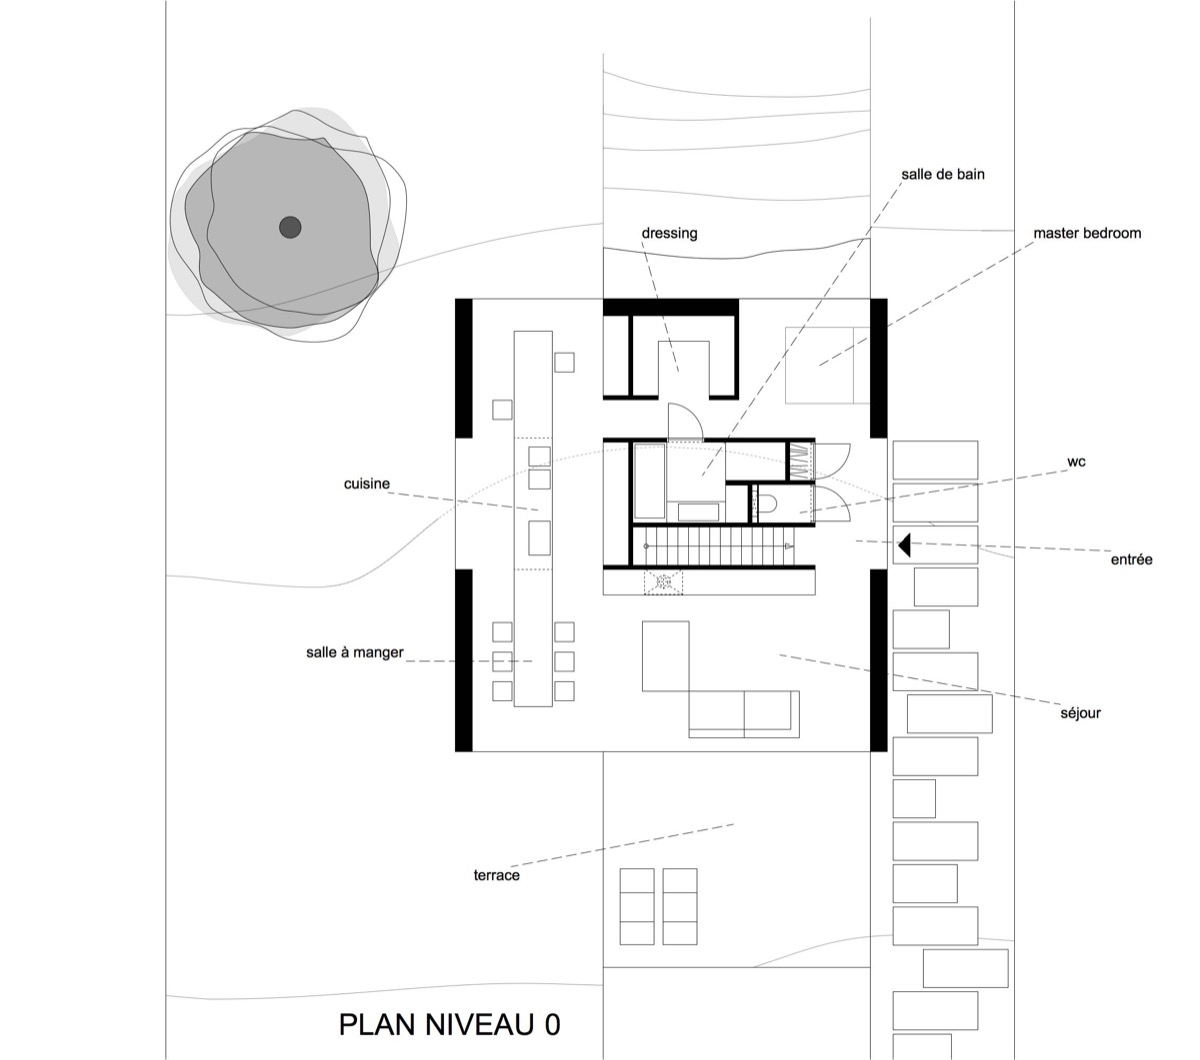 salle de bain
dressing
master bedroom
wc
cuisine
entrée
salle à manger
séjour
terrace
PLAN NIVEAU 0